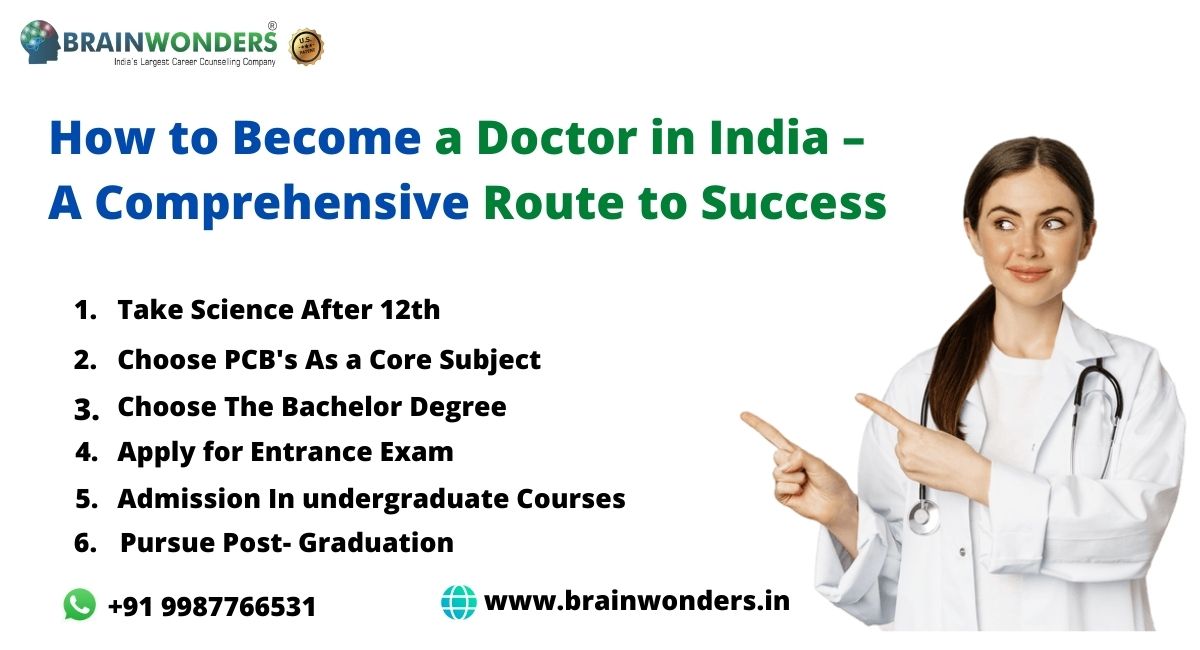 BRAINWONDERS®
India's Largest Career Counseling Company
U.S.
PATENT
How to Become a Doctor in India –
A Comprehensive Route to Success
1. Take Science After 12th
2. Choose PCB's As a Core Subject
3. Choose The Bachelor Degree
4. Apply for Entrance Exam
5. Admission In undergraduate Courses
6. Pursue Post- Graduation
+91 9987766531
www.brainwonders.in